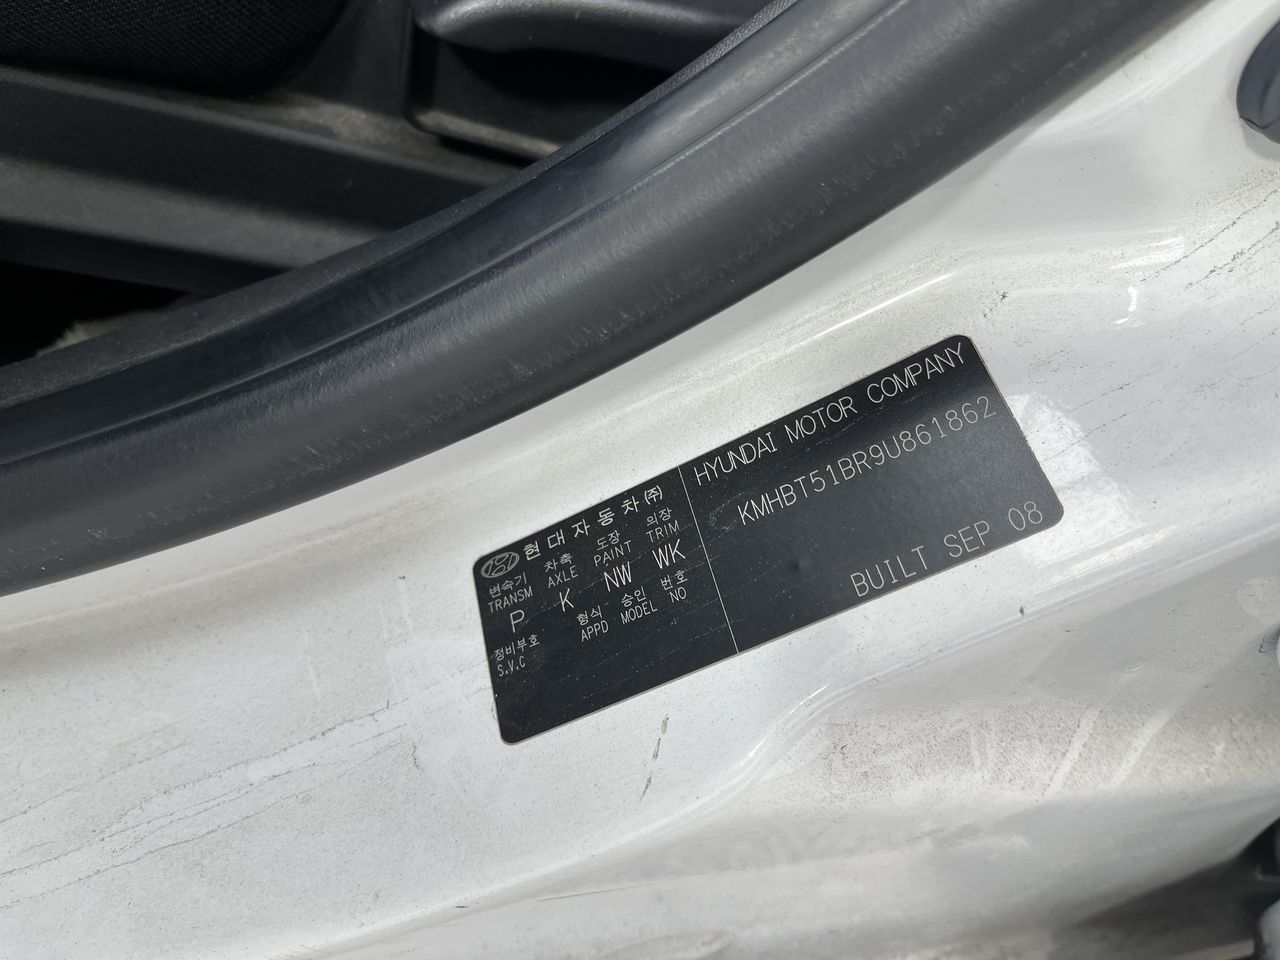 현대자동차(주)
변속기 차축 도장 의장
TRANSM AXLE PAINT TRIM
P K NW WK
정비부호 형식 승인 번호
S.V.C APPD MODEL NO
HYUNDAI MOTOR COMPANY
KMHBT51BR9U861862
BUILT SEP 08